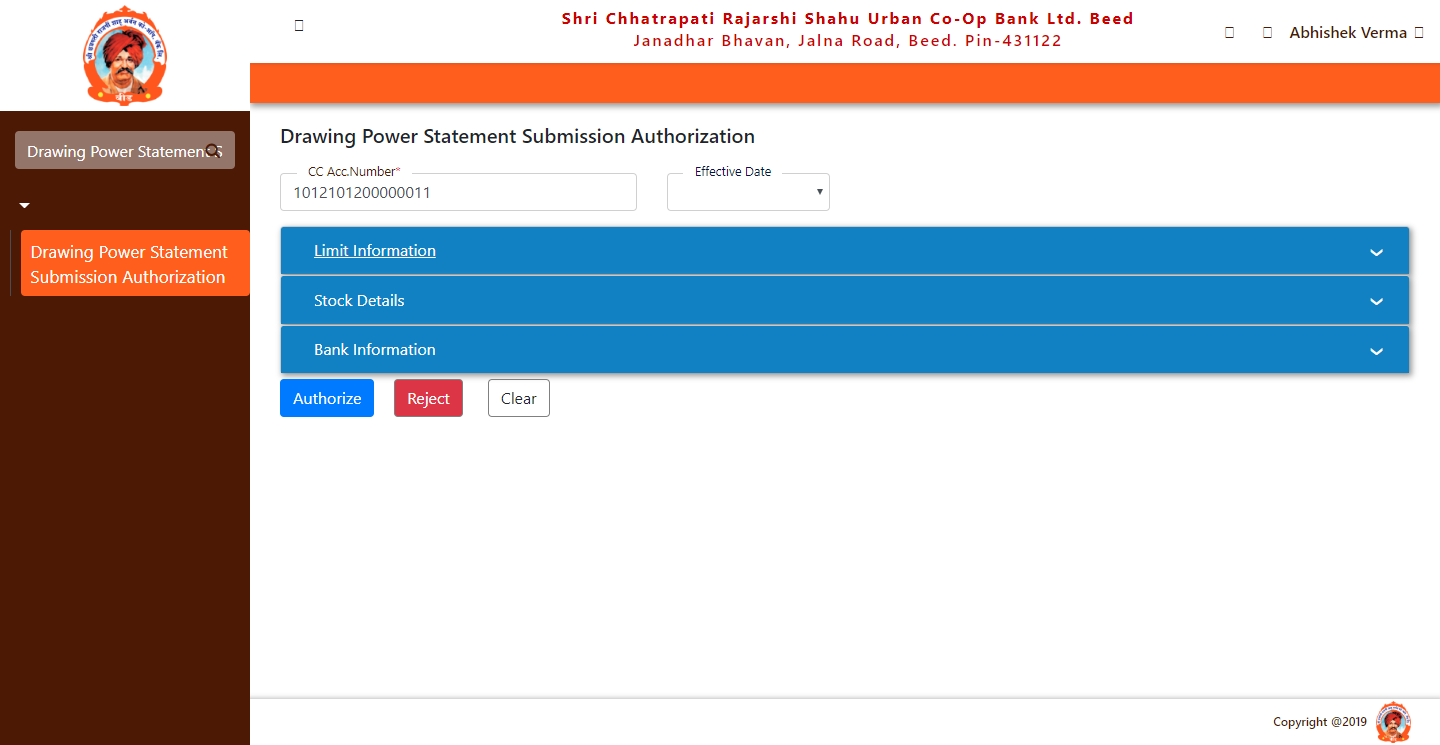 Shri Chhatrapati Rajarshi Shahu Urban Co-Op Bank Ltd. Beed
Janadhar Bhavan, Jalna Road, Beed. Pin-431122
Abhishek Verma
बीड
Drawing Power Statement S
Drawing Power Statement
Submission Authorization
Drawing Power Statement Submission Authorization
CC Acc.Number*
Effective Date
1012101200000011
Limit Information
Stock Details
Bank Information
Authorize
Reject
Clear
Copyright @2019